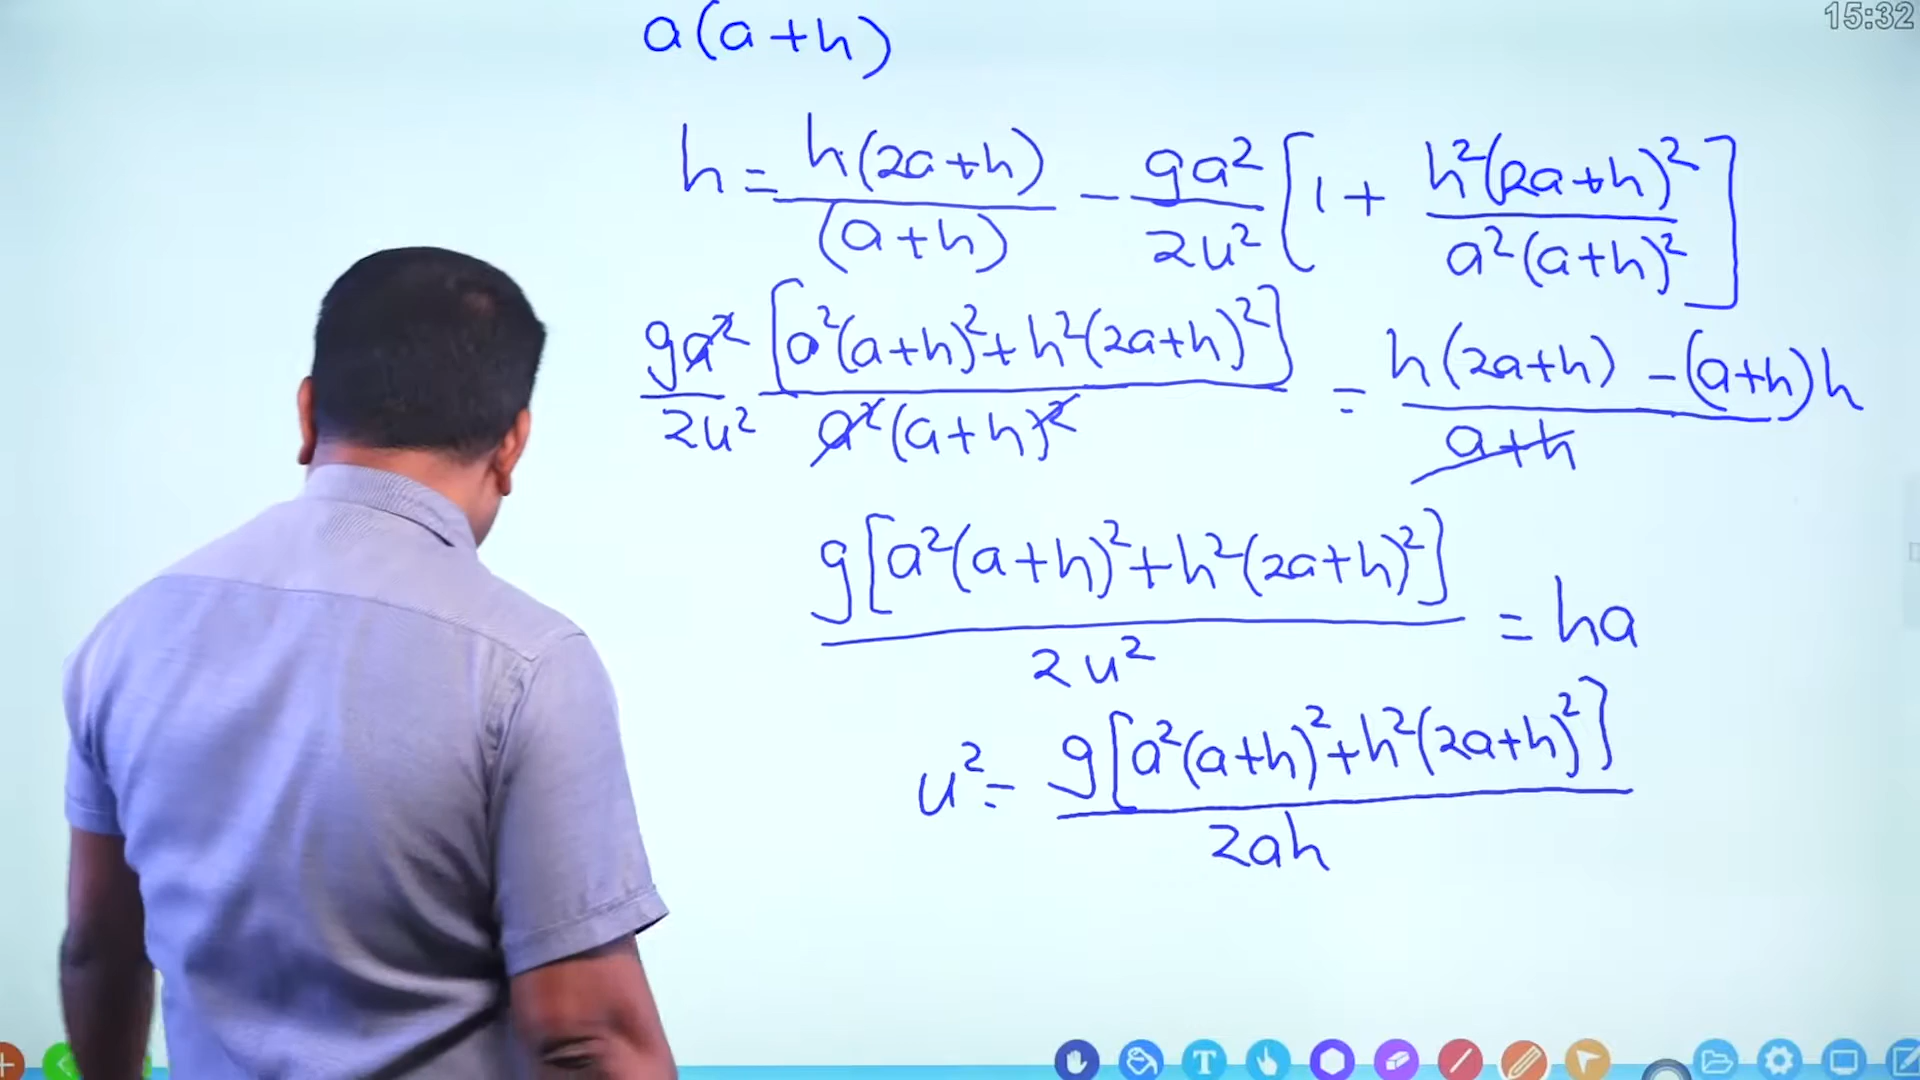 15:32
a(a+h)
h = h(2a+h)/(a+h) - ga²/2u² [1 + h²(2a+h)²/a²(a+h)²]
ga²/2u² [a²(a+h)²+h²(2a+h)²]/a²(a+h)² = h(2a+h) - (a+h)h/a+h
g[a²(a+h)²+h²(2a+h)²]/2u² = ha
u² = g[a²(a+h)²+h²(2a+h)²]/2ah
T